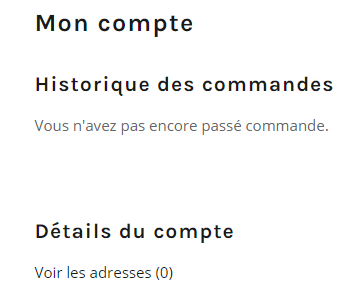 Mon compte
Historique des commandes
Vous n'avez pas encore passé commande.
Détails du compte
Voir les adresses (0)